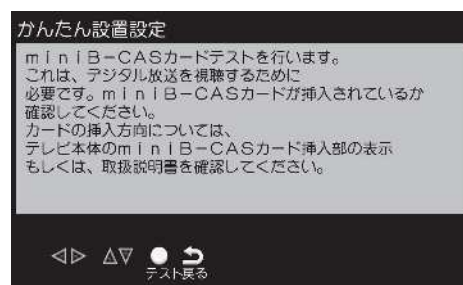 かんたん設置設定
miniB-CASカードテストを行います。
これは、デジタル放送を視聴するために
必要です。miniB-CASカードが挿入されているか
確認してください。
カードの挿入方向については、
テレビ本体のminiB-CASカード挿入部の表示
もしくは、取扱説明書を確認してください。
テスト戻る